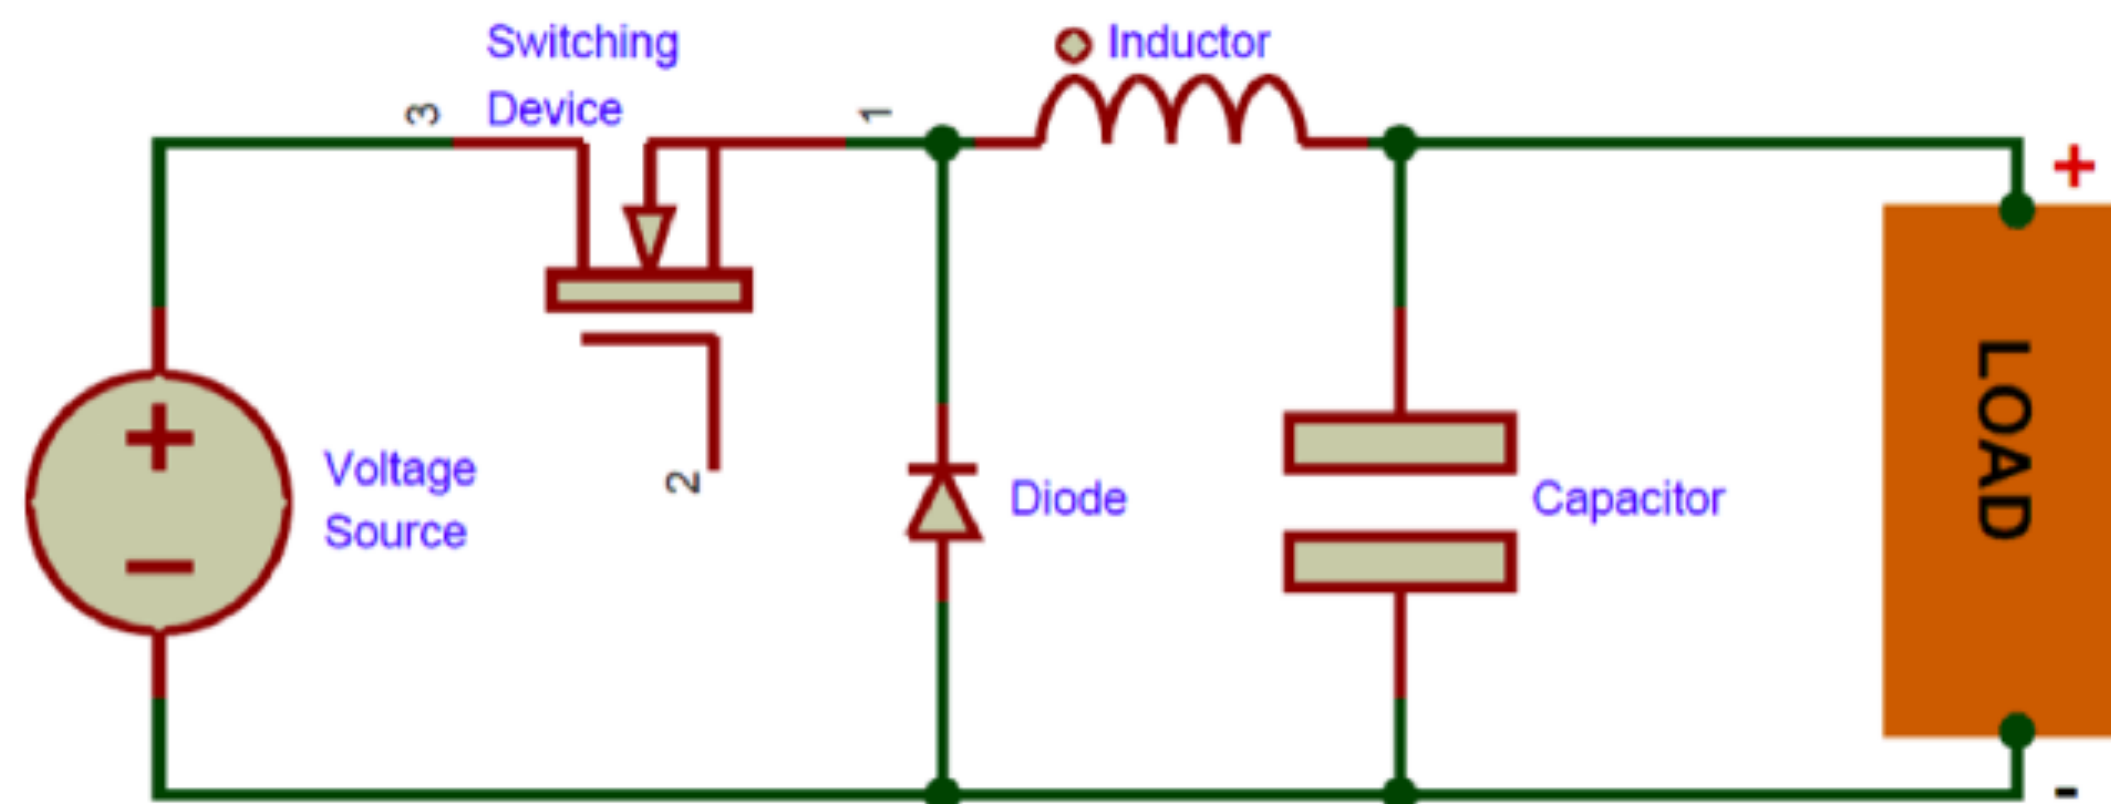 Switching
Device
3
1
Inductor
+
LOAD
+
Voltage
Source
−
2
Diode
Capacitor
-